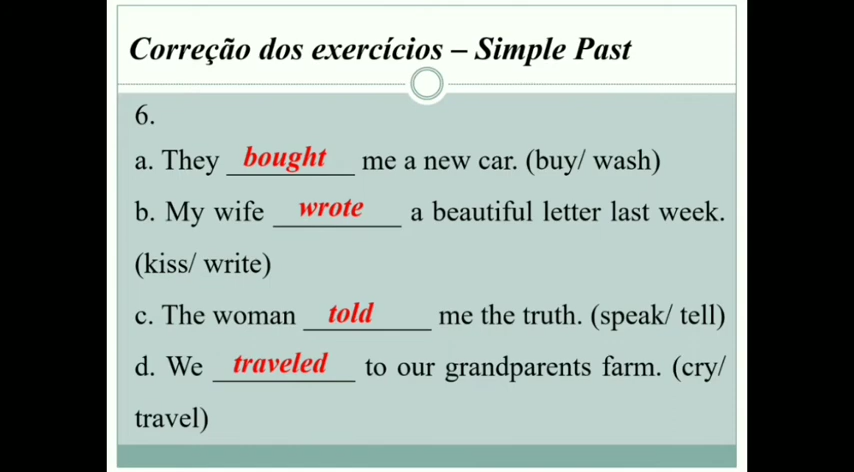 Correção dos exercícios – Simple Past
6.
a. They bought me a new car. (buy/ wash)
b. My wife wrote a beautiful letter last week.
(kiss/ write)
c. The woman told me the truth. (speak/ tell)
d. We traveled to our grandparents farm. (cry/
travel)